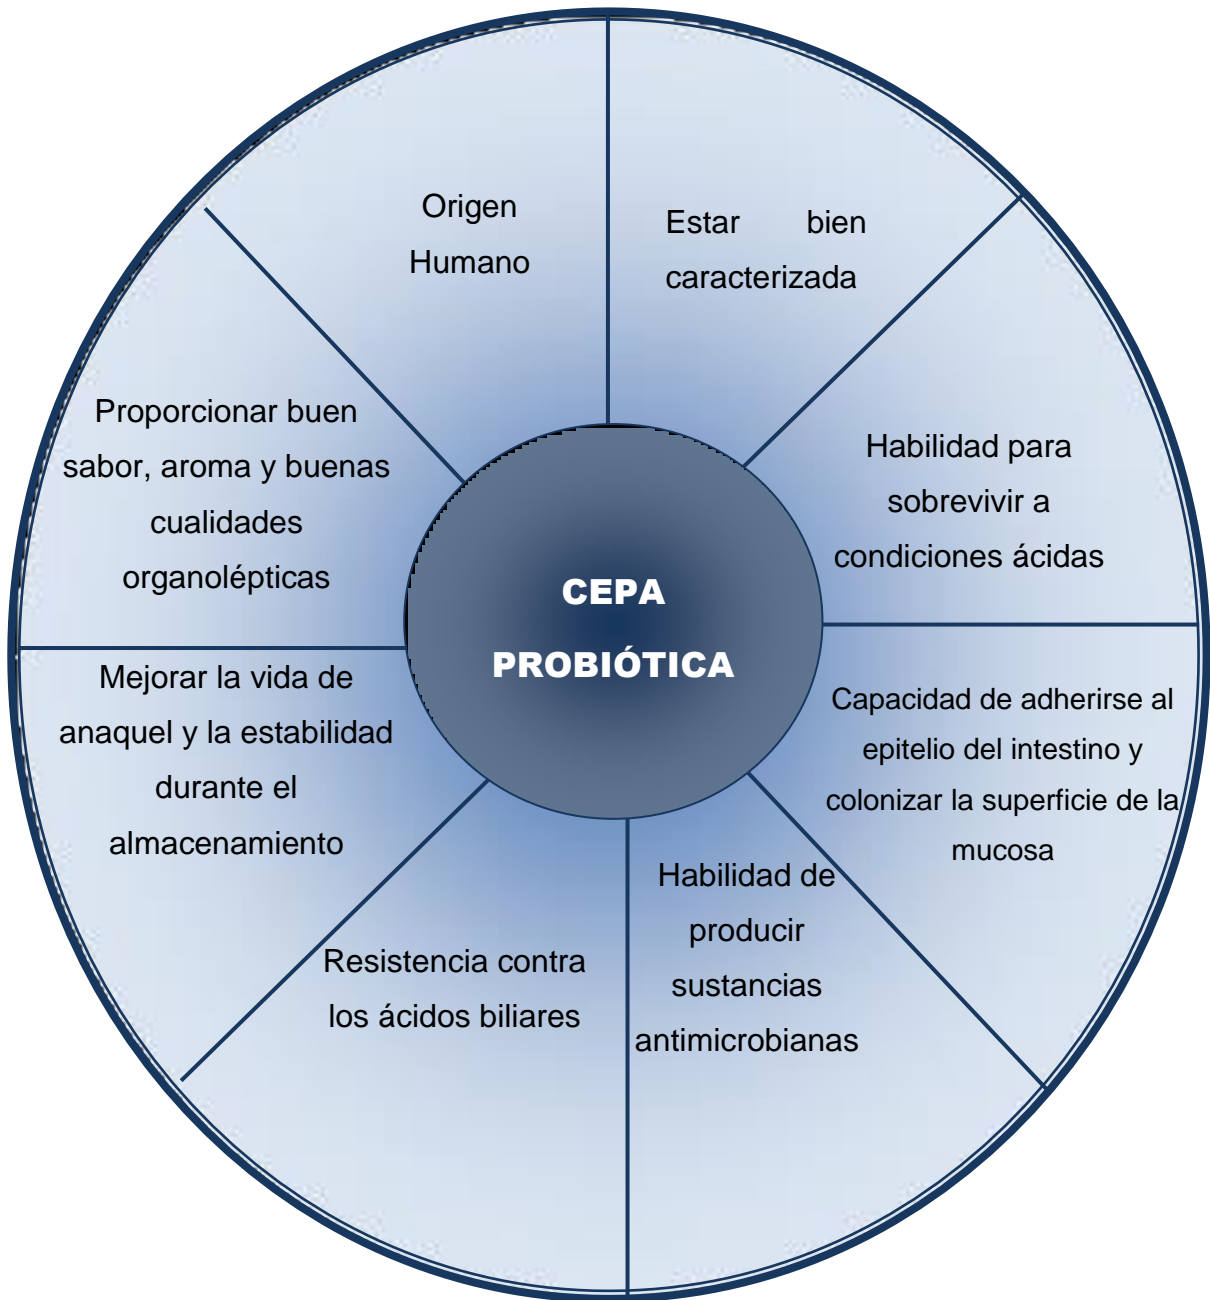 Origen
Humano
Estar bien
caracterizada
Habilidad para
sobrevivir a
condiciones ácidas
Capacidad de adherirse al
epitelio del intestino y
colonizar la superficie de la
mucosa
Habilidad de
producir
sustancias
antimicrobianas
Resistencia contra
los ácidos biliares
Mejorar la vida de
anaquel y la estabilidad
durante el
almacenamiento
Proporcionar buen
sabor, aroma y buenas
cualidades
organolépticas
CEPA
PROBIÓTICA